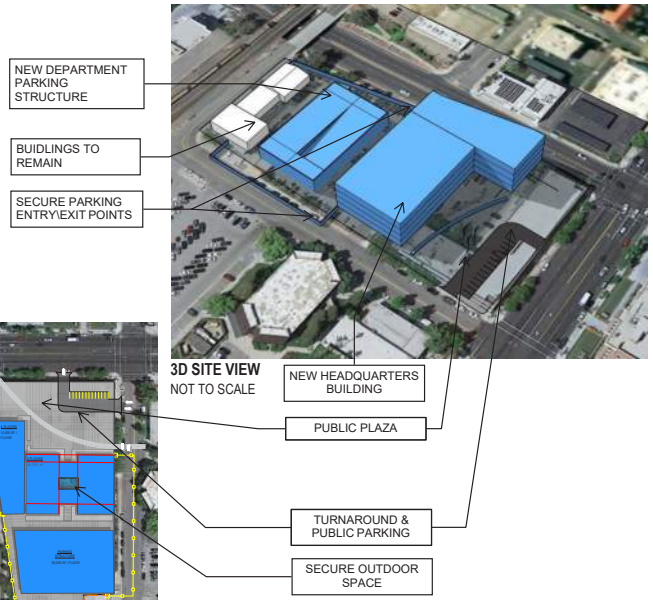 NEW DEPARTMENT
PARKING
STRUCTURE
BUIDLINGS TO
REMAIN
SECURE PARKING
ENTRY\EXIT POINTS
3D SITE VIEW
NOT TO SCALE
NEW HEADQUARTERS
BUILDING
PUBLIC PLAZA
TURNAROUND &
PUBLIC PARKING
SECURE OUTDOOR
SPACE